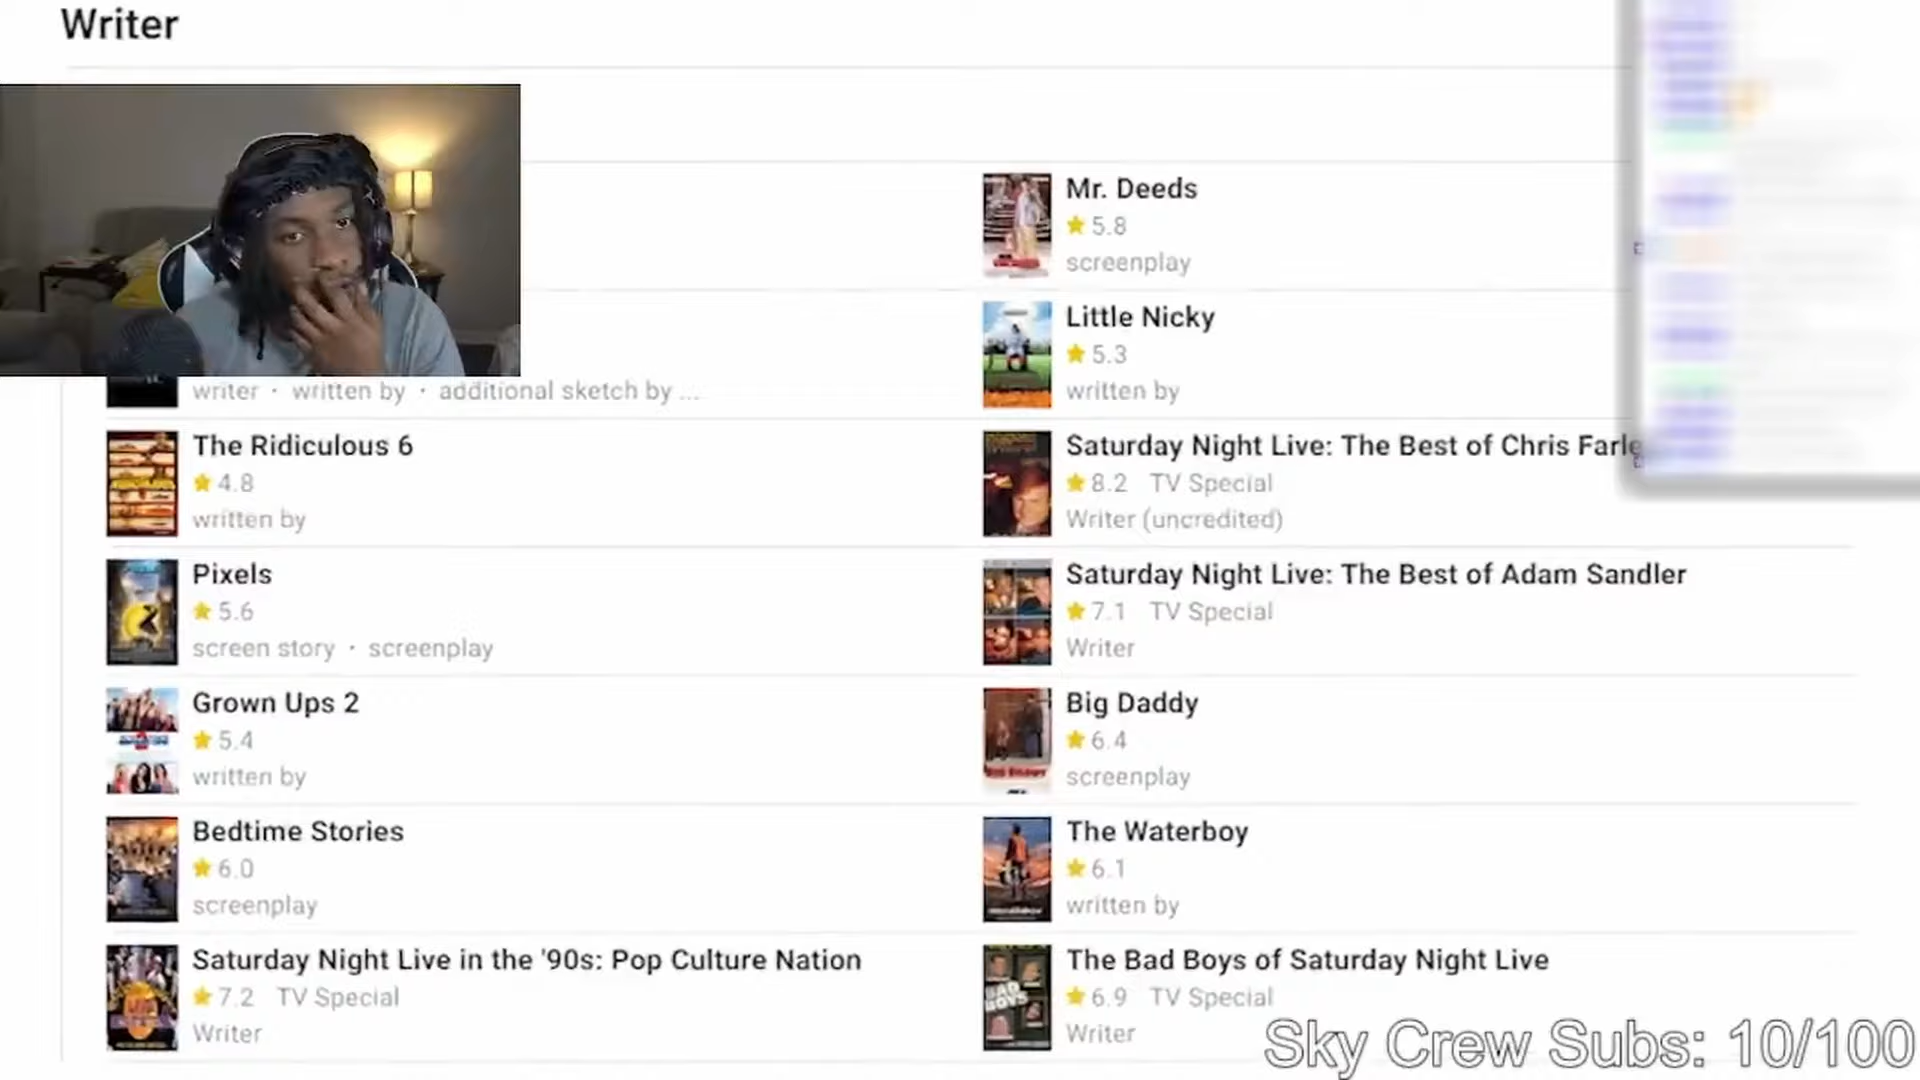 Writer
writer · written by · additional sketch by ...
The Ridiculous 6
4.8
written by
Pixels
5.6
screen story · screenplay
Grown Ups 2
5.4
written by
Bedtime Stories
6.0
screenplay
Saturday Night Live in the '90s: Pop Culture Nation
7.2 TV Special
Writer
Mr. Deeds
5.8
screenplay
Little Nicky
5.3
written by
Saturday Night Live: The Best of Chris Farle
8.2 TV Special
Writer (uncredited)
Saturday Night Live: The Best of Adam Sandler
7.1 TV Special
Writer
Big Daddy
6.4
screenplay
The Waterboy
6.1
written by
The Bad Boys of Saturday Night Live
6.9 TV Special
Writer
BAD
BOYS
Sky Crew Subs: 10/100